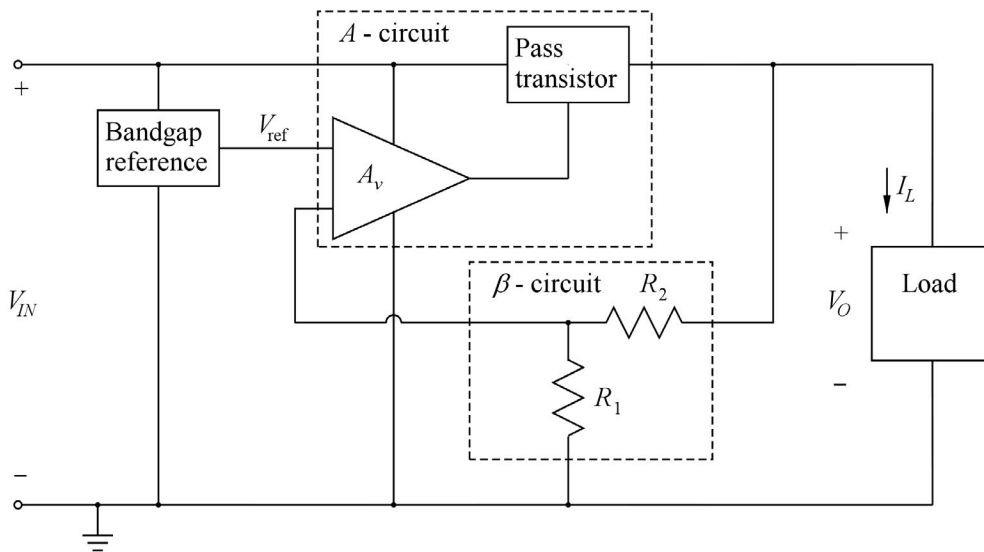 A - circuit
Pass
transistor
+
Bandgap
reference
V_ref
A_v
I_L
+
β - circuit
R_2
V_IN
V_O
Load
R_1
−
−